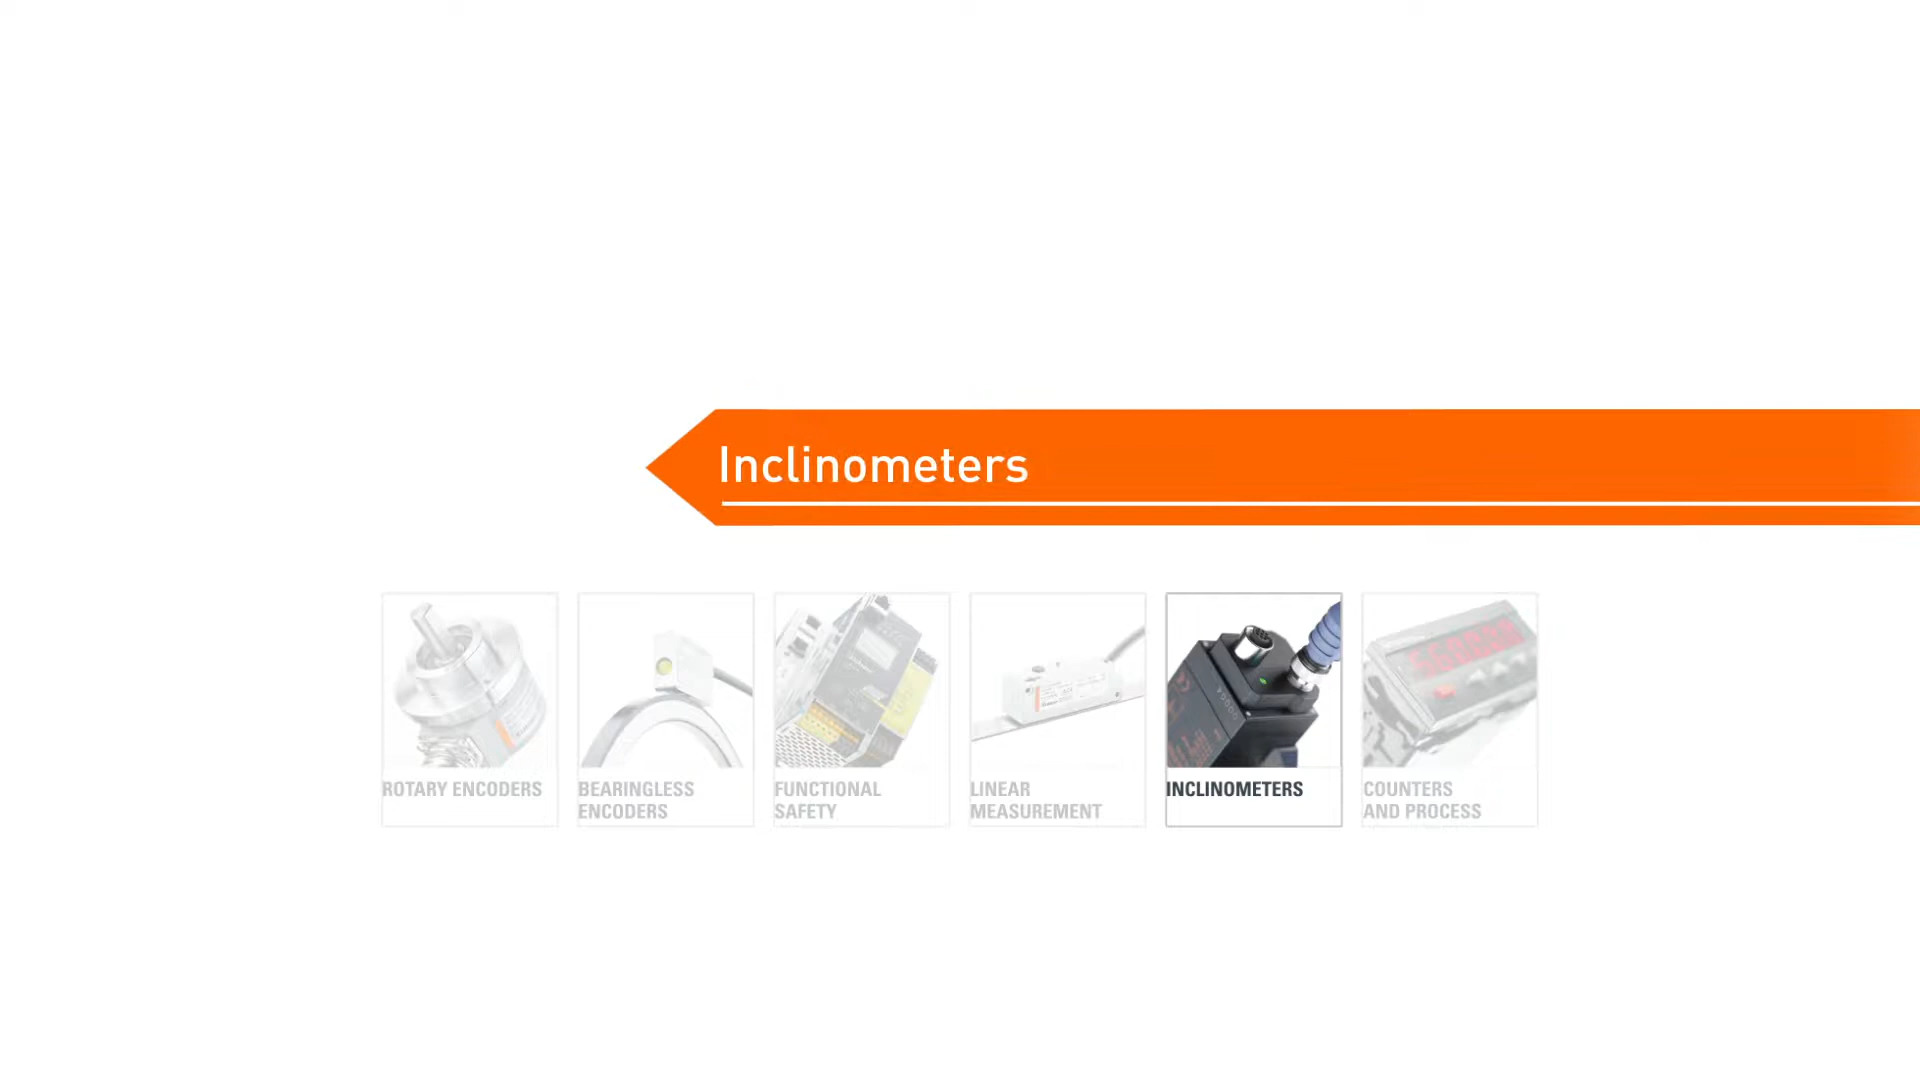 Inclinometers
ROTARY ENCODERS
BEARINGLESS
ENCODERS
FUNCTIONAL
SAFETY
LINEAR
MEASUREMENT
INCLINOMETERS
COUNTERS
AND PROCESS